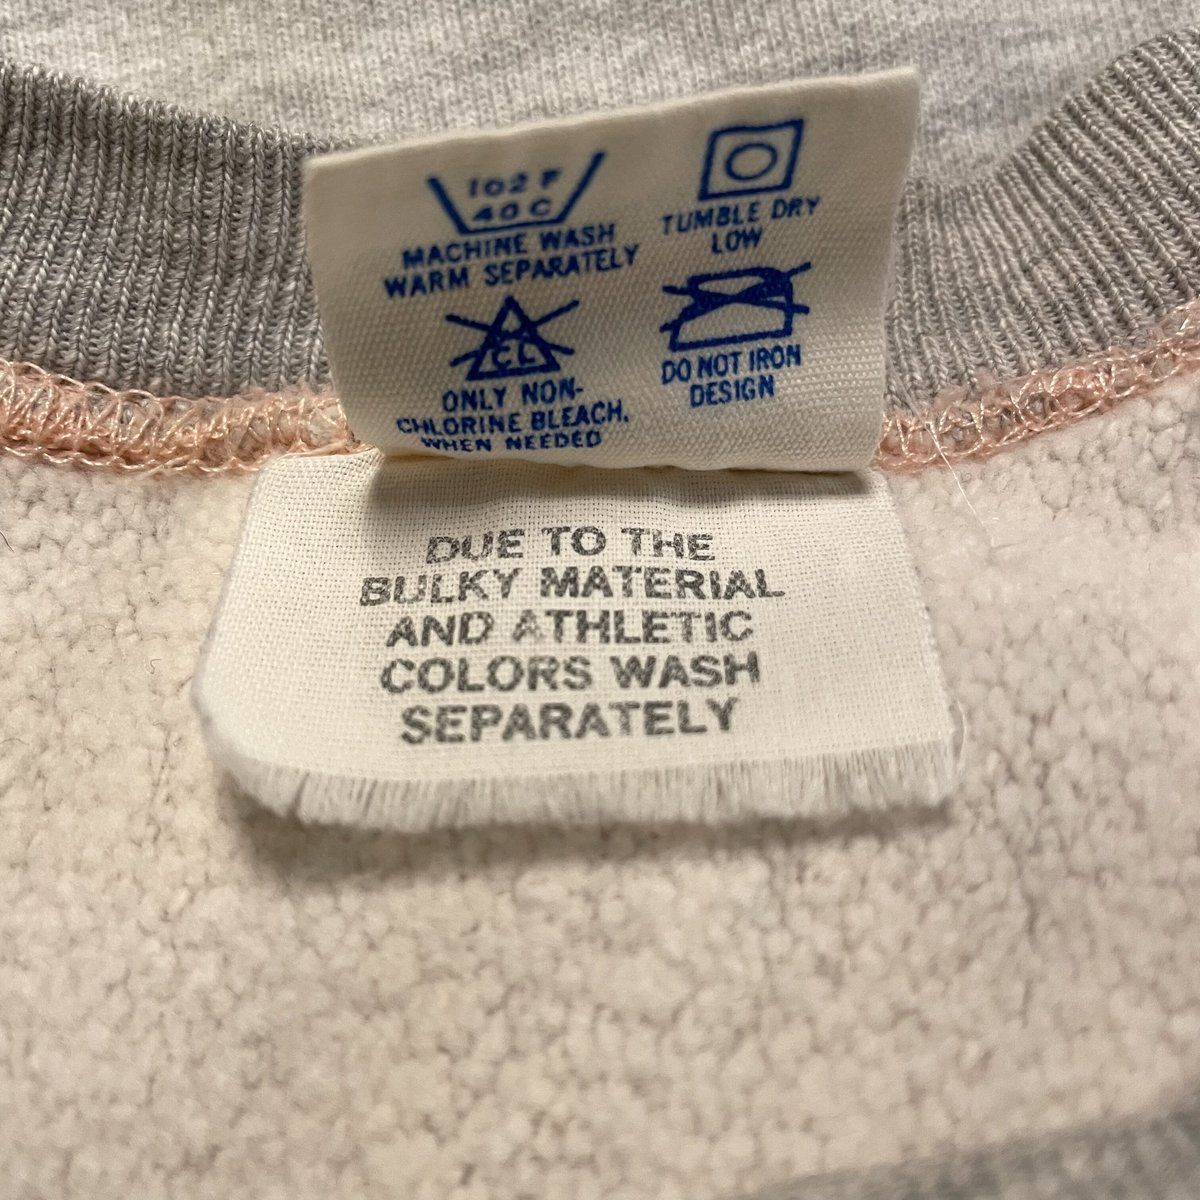 102 F
40 C
MACHINE WASH
WARM SEPARATELY
TUMBLE DRY
LOW
CL
ONLY NON-
CHLORINE BLEACH,
WHEN NEEDED
DO NOT IRON
DESIGN
DUE TO THE
BULKY MATERIAL
AND ATHLETIC
COLORS WASH
SEPARATELY